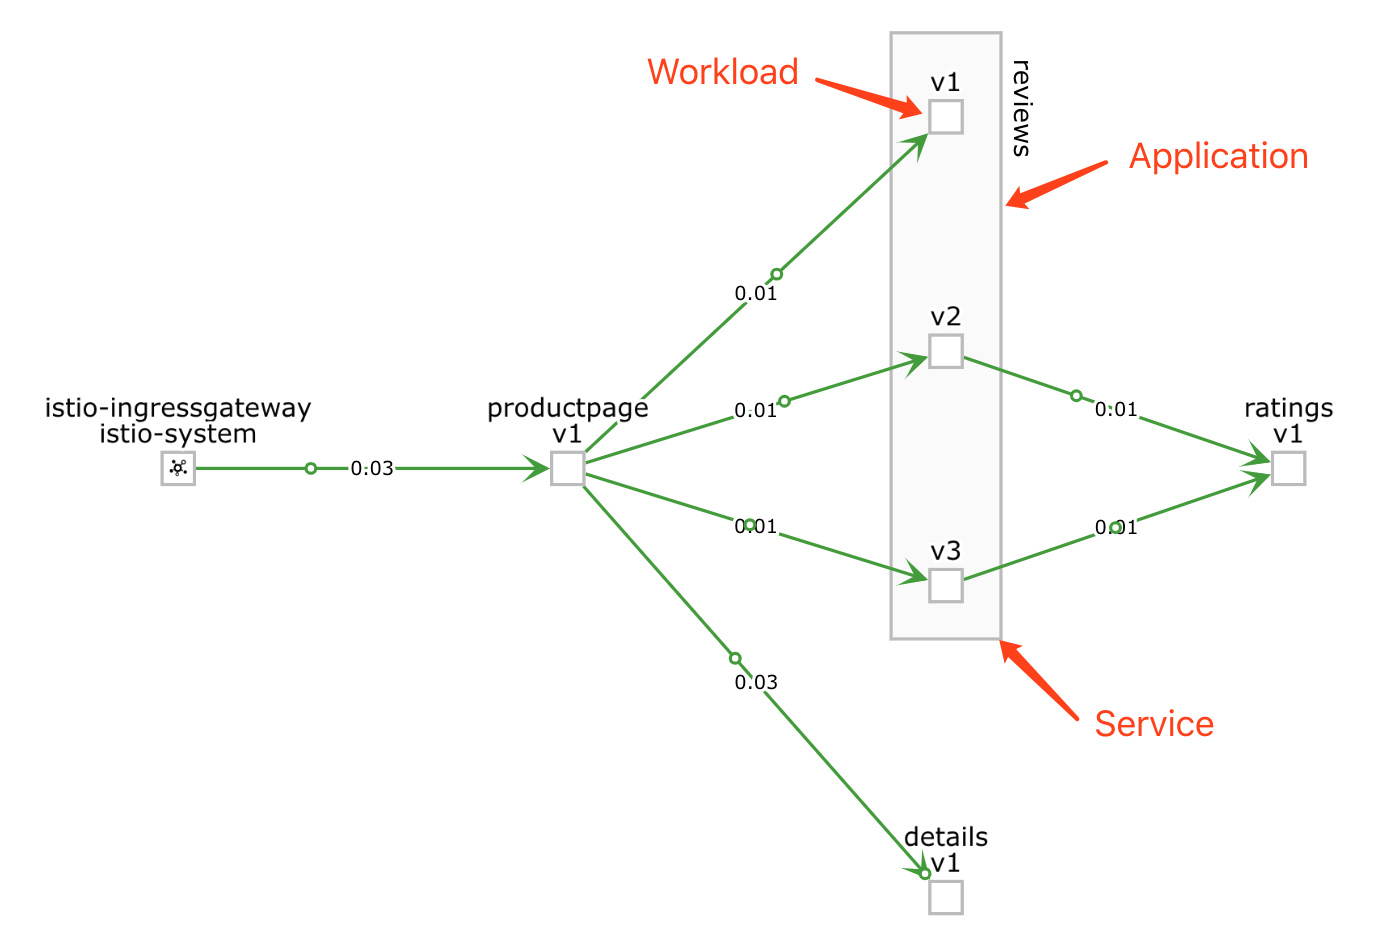 Workload
v1
reviews
Application
0.01
v2
0.01
0.01
istio-ingressgateway
istio-system
productpage
v1
ratings
v1
0.03
0.01
0.01
v3
0.03
Service
details
v1